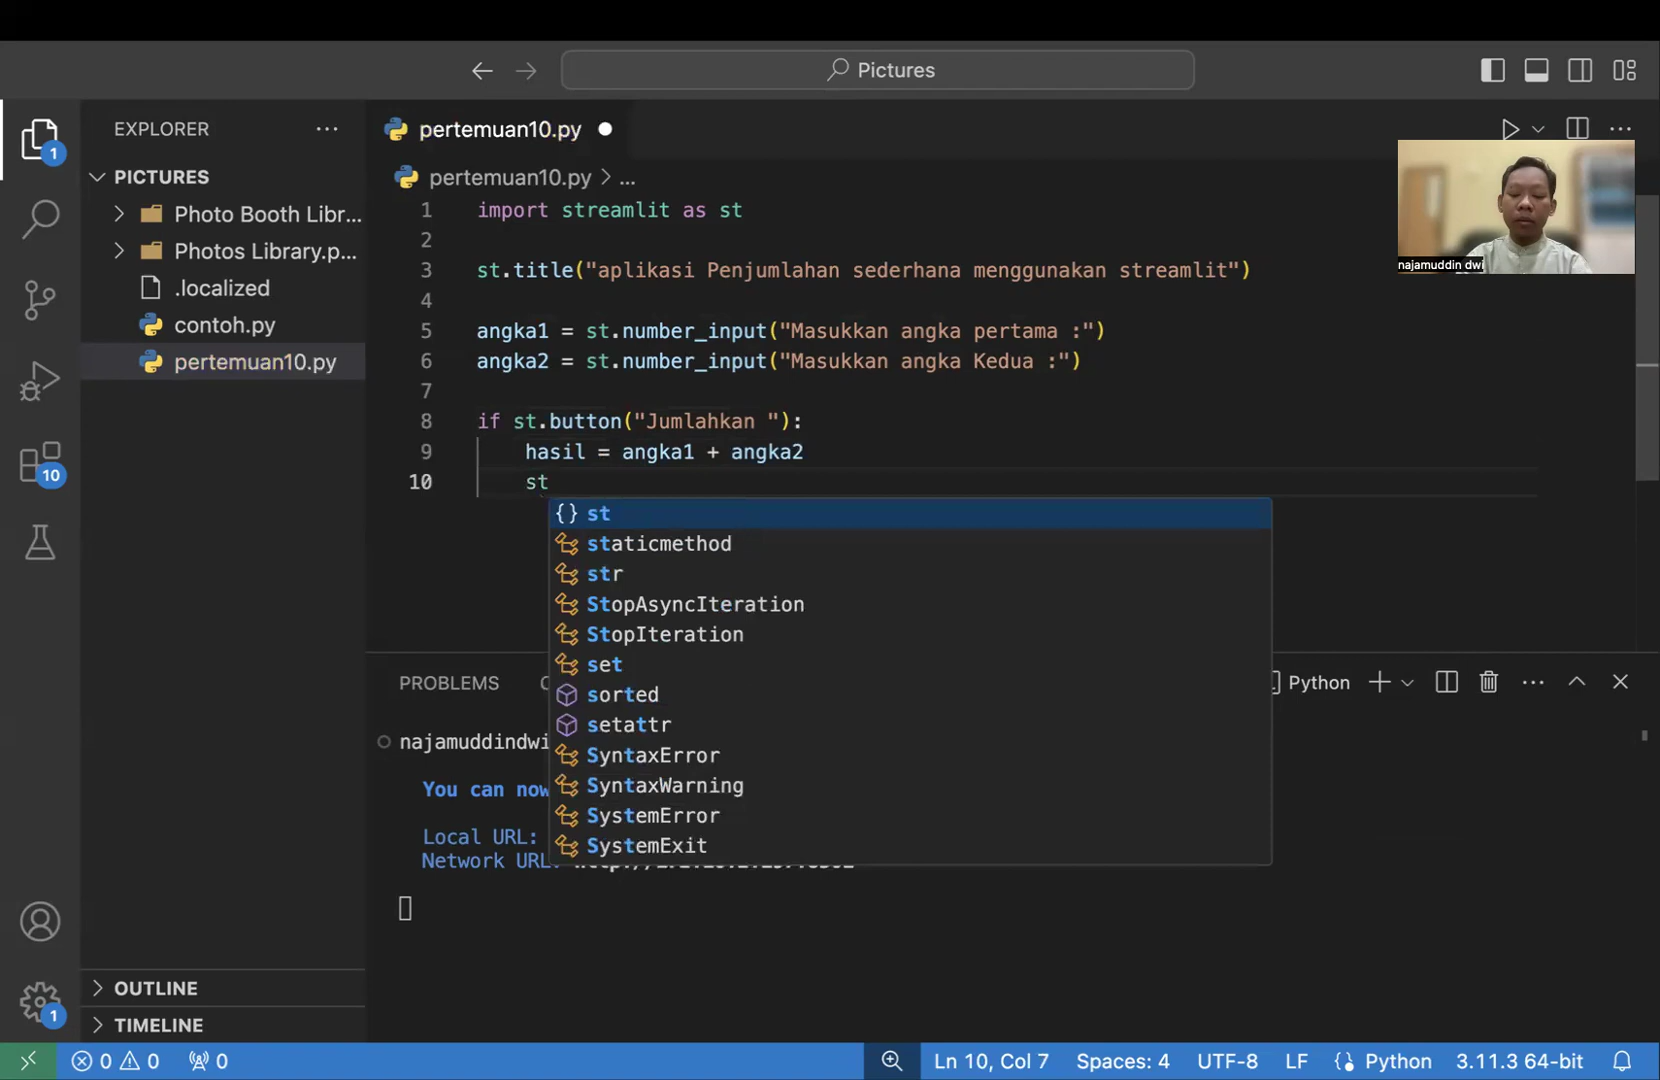 Pictures
EXPLORER
PICTURES
Photo Booth Libr...
Photos Library.p...
.localized
contoh.py
pertemuan10.py
OUTLINE
TIMELINE
1
10
1
pertemuan10.py
pertemuan10.py > ...
najamuddin dwi
1 import streamlit as st
2
3 st.title("aplikasi Penjumlahan sederhana menggunakan streamlit")
4
5 angka1 = st.number_input("Masukkan angka pertama :")
6 angka2 = st.number_input("Masukkan angka Kedua :")
7
8 if st.button("Jumlahkan "):
9 hasil = angka1 + angka2
10 st
{} st
staticmethod
str
StopAsyncIteration
StopIteration
set
sorted
setattr
SyntaxError
SyntaxWarning
SystemError
SystemExit
PROBLEMS
Python
najamuddindwi
You can now
Local URL:
Network URL:
0 0 0
Ln 10, Col 7 Spaces: 4 UTF-8 LF Python 3.11.3 64-bit